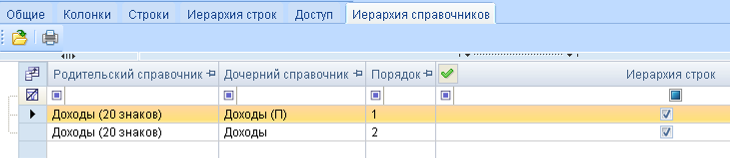 Общие Колонки Строки Иерархия строк Доступ Иерархия справочников
Родительский справочник Дочерний справочник Порядок Иерархия строк
Доходы (20 знаков) Доходы (П) 1
Доходы (20 знаков) Доходы 2